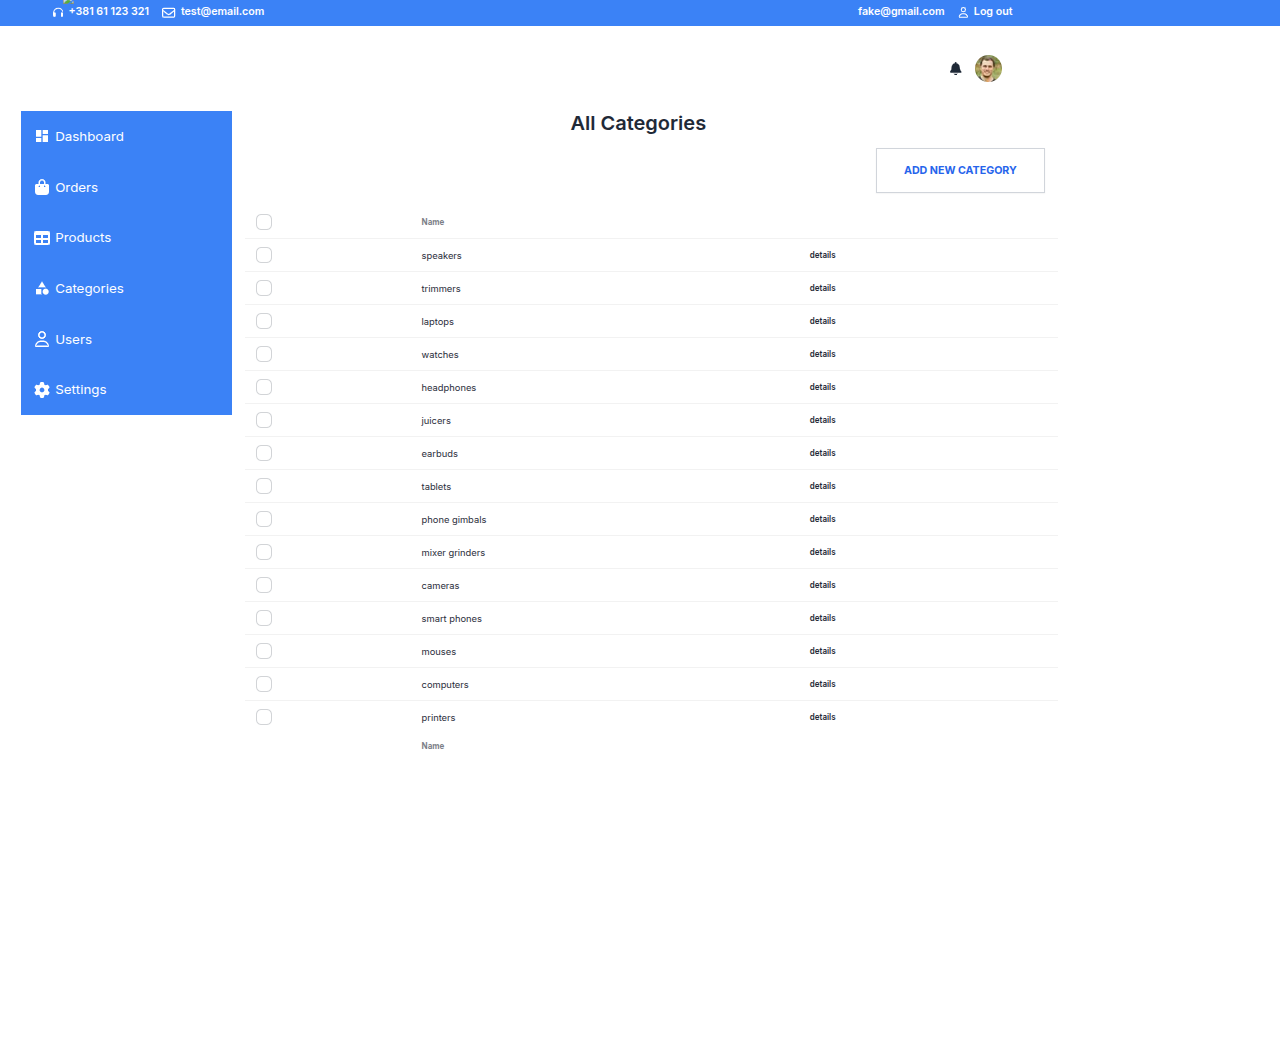 +381 61 123 321 test@email.com fake@gmail.com Log out
All Categories
ADD NEW CATEGORY
Dashboard
Orders
Products
Categories
Users
Settings
Name
speakers details
trimmers details
laptops details
watches details
headphones details
juicers details
earbuds details
tablets details
phone gimbals details
mixer grinders details
cameras details
smart phones details
mouses details
computers details
printers details
Name